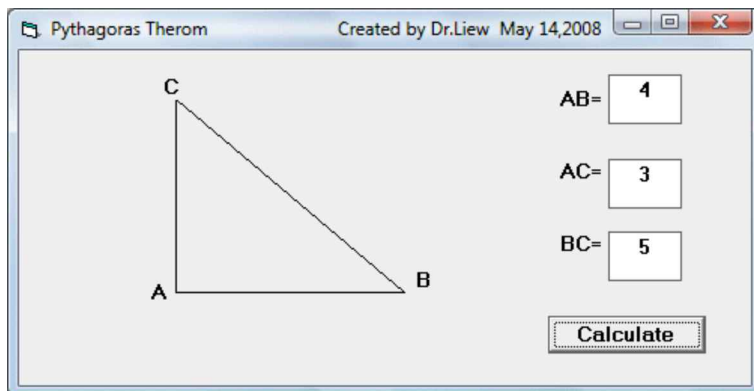 Pythagoras Therom Created by Dr.Liew May 14,2008
C
AB= 4
AC= 3
BC= 5
A
B
Calculate